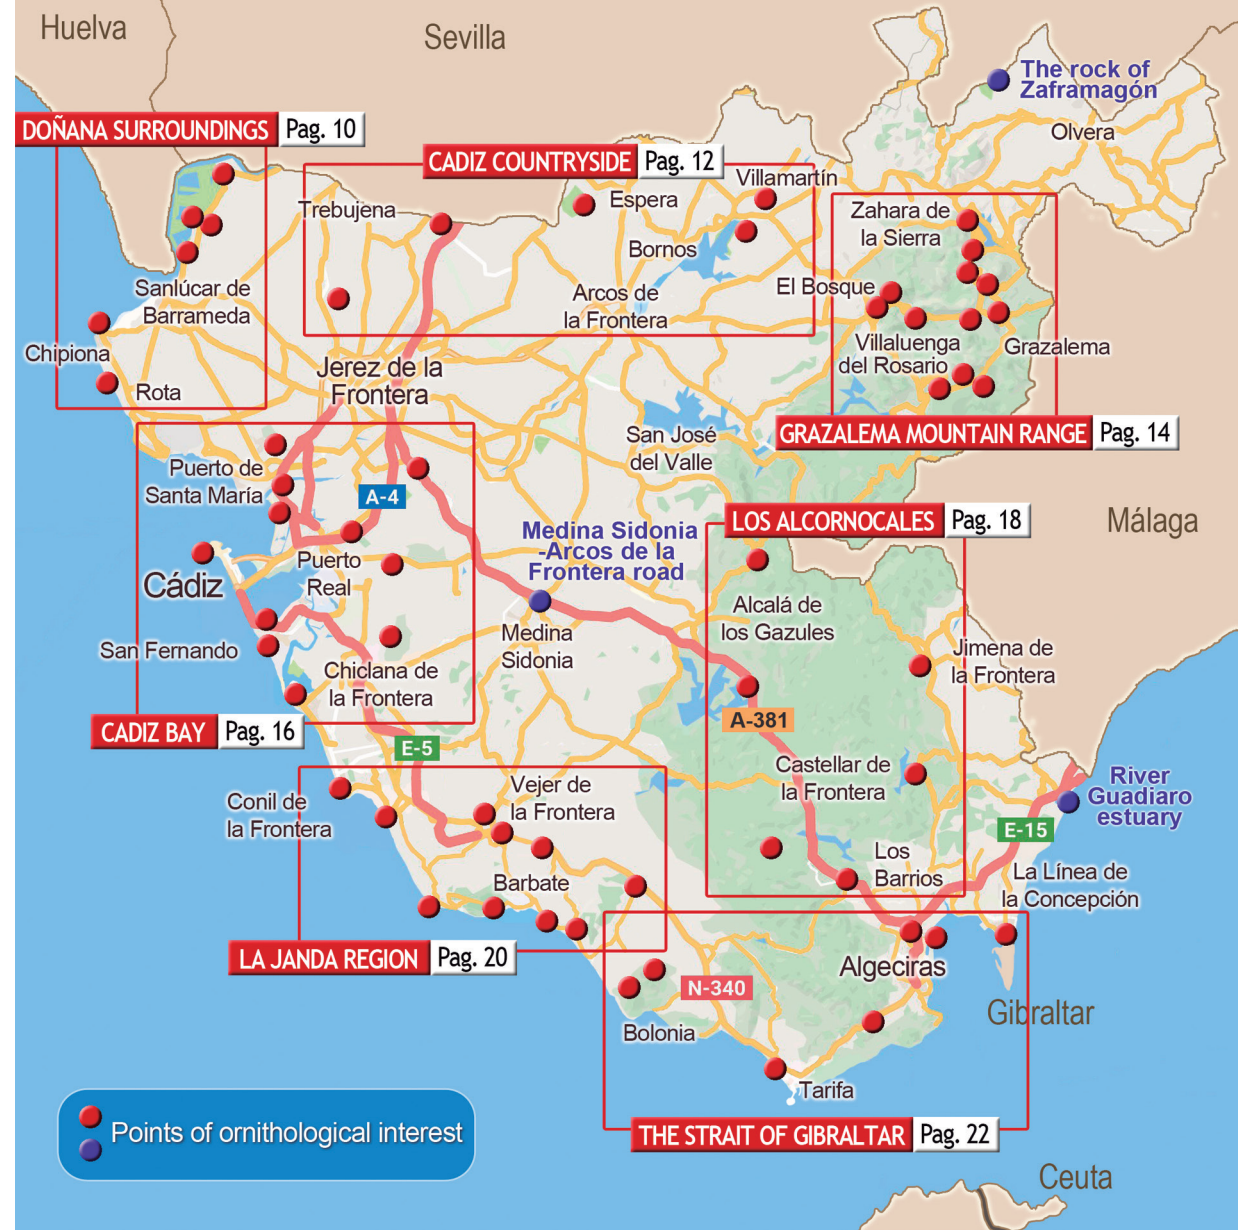 Huelva
Sevilla
The rock of
Zaframagón
Olvera
DOÑANA SURROUNDINGS Pag. 10
CADIZ COUNTRYSIDE Pag. 12
Villamartín
Espera
Trebujena
Bornos
Zahara de
la Sierra
Sanlúcar de
Barrameda
Arcos de
la Frontera
El Bosque
Chipiona
Rota
Jerez de la
Frontera
Villaluenga
del Rosario
Grazalema
GRAZALEMA MOUNTAIN RANGE Pag. 14
San José
del Valle
Puerto de
Santa María
A-4
Medina Sidonia
-Arcos de la
Frontera road
LOS ALCORNOCALES Pag. 18
Málaga
Cádiz
Puerto
Real
Alcalá de
los Gazules
Medina
Sidonia
San Fernando
Chiclana de
la Frontera
Jimena de
la Frontera
CADIZ BAY Pag. 16
A-381
E-5
Castellar de
la Frontera
River
Guadiaro
estuary
Conil de
la Frontera
Vejer de
la Frontera
E-15
Los
Barrios
Barbate
La Línea de
la Concepción
LA JANDA REGION Pag. 20
Algeciras
N-340
Gibraltar
Bolonia
Tarifa
Points of ornithological interest
THE STRAIT OF GIBRALTAR Pag. 22
Ceuta